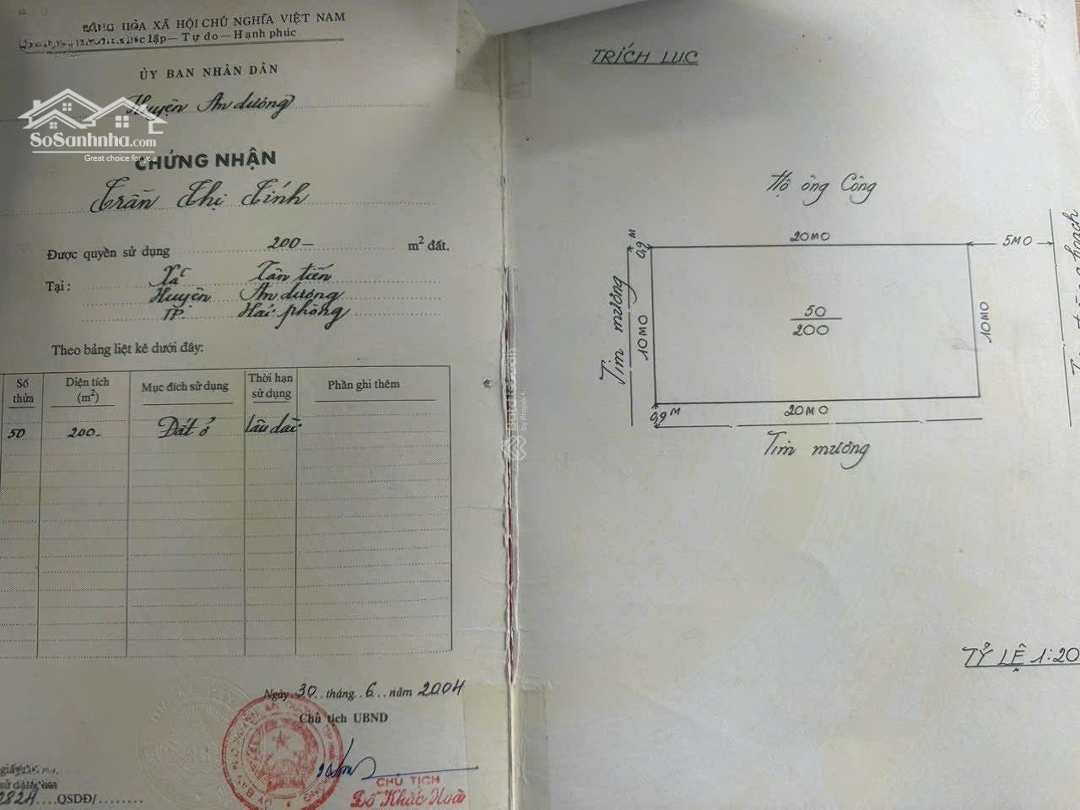 CỘNG HÒA XÃ HỘI CHỦ NGHĨA VIỆT NAM
Độc lập — Tự do — Hạnh phúc
ỦY BAN NHÂN DÂN
Huyện An dương
SoSanhnha.com
Great choice for you
CHỨNG NHẬN
Trần Thị Tính
Được quyền sử dụng 200- m² đất.
Tại: Xã Tân tiến
Huyện An dương
TP. Hải phòng
Theo bảng liệt kê dưới đây:
Số thửa Diện tích (m²) Mục đích sử dụng Thời hạn sử dụng Phần ghi thêm
50 200- Đất ở Lâu dài
Ngày 30 tháng 6 năm 2004
Chủ tịch UBND
CHỦ TỊCH
Đỗ Khắc Hoà
QSDĐ/
TRÍCH LỤC
Hộ ông Công
20M0
5M0
0,9M
Tim mương
10M0
50
200
10M0
0,9M
20M0
Tim mương
TỶ LỆ 1:20